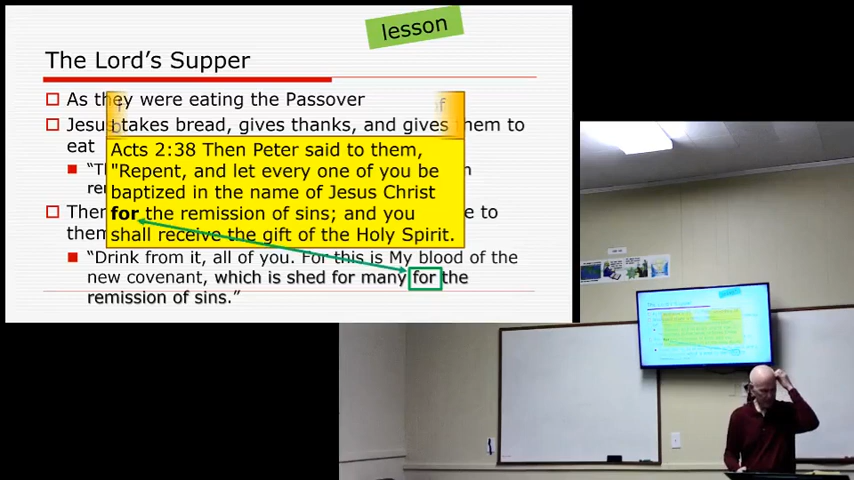 lesson
The Lord's Supper
As they were eating the Passover
Jesus takes bread, gives thanks, and gives them to
eat
Acts 2:38 Then Peter said to them,
"Repent, and let every one of you be
baptized in the name of Jesus Christ
for the remission of sins; and you
shall receive the gift of the Holy Spirit.
"Drink from it, all of you. For this is My blood of the
new covenant, which is shed for many for the
remission of sins."